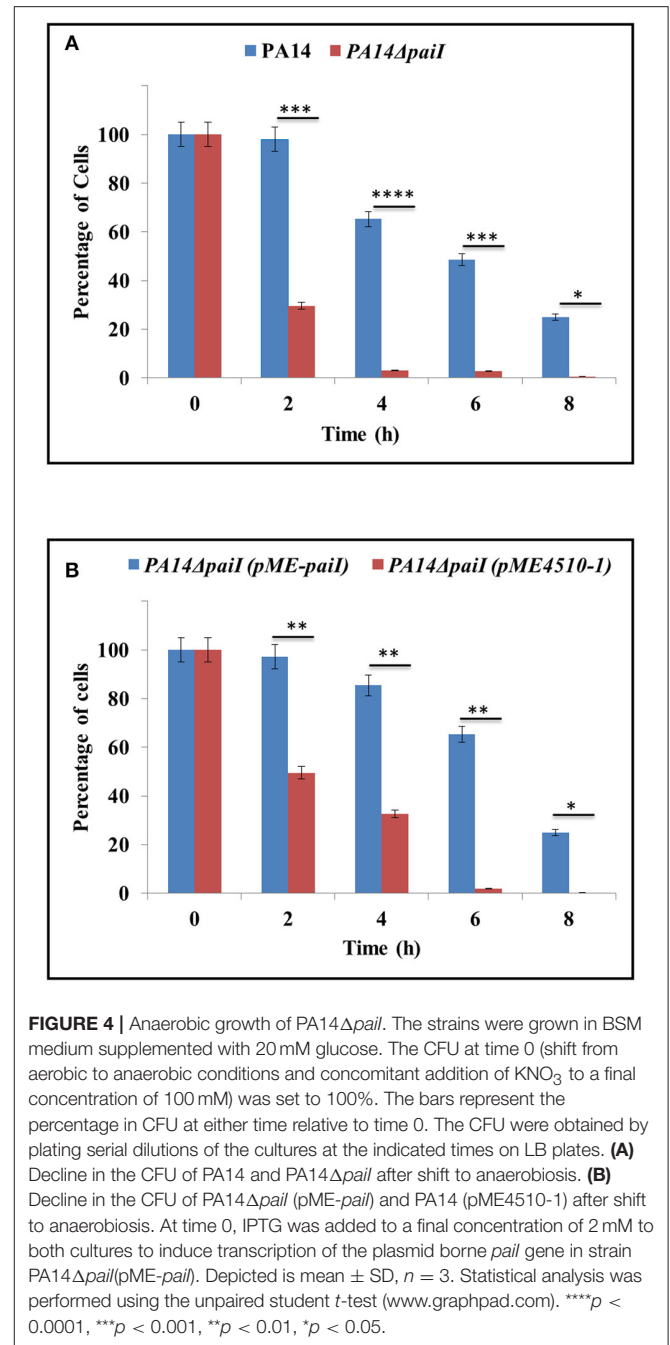 A
PA14 PA14ΔpaiI
***
****
***
*
100
80
60
40
20
0
Percentage of Cells
0 2 4 6 8
Time (h)
B
PA14ΔpaiI (pME-paiI) PA14ΔpaiI (pME4510-1)
**
**
**
*
100
80
60
40
20
0
Percentage of cells
0 2 4 6 8
Time (h)
FIGURE 4 | Anaerobic growth of PA14ΔpaiI. The strains were grown in BSM
medium supplemented with 20 mM glucose. The CFU at time 0 (shift from
aerobic to anaerobic conditions and concomitant addition of KNO₃ to a final
concentration of 100 mM) was set to 100%. The bars represent the
percentage in CFU at either time relative to time 0. The CFU were obtained by
plating serial dilutions of the cultures at the indicated times on LB plates. (A)
Decline in the CFU of PA14 and PA14ΔpaiI after shift to anaerobiosis. (B)
Decline in the CFU of PA14ΔpaiI (pME-paiI) and PA14 (pME4510-1) after shift
to anaerobiosis. At time 0, IPTG was added to a final concentration of 2 mM to
both cultures to induce transcription of the plasmid borne paiI gene in strain
PA14ΔpaiI(pME-paiI). Depicted is mean ± SD, n = 3. Statistical analysis was
performed using the unpaired student t-test (www.graphpad.com). ****p <
0.0001, ***p < 0.001, **p < 0.01, *p < 0.05.